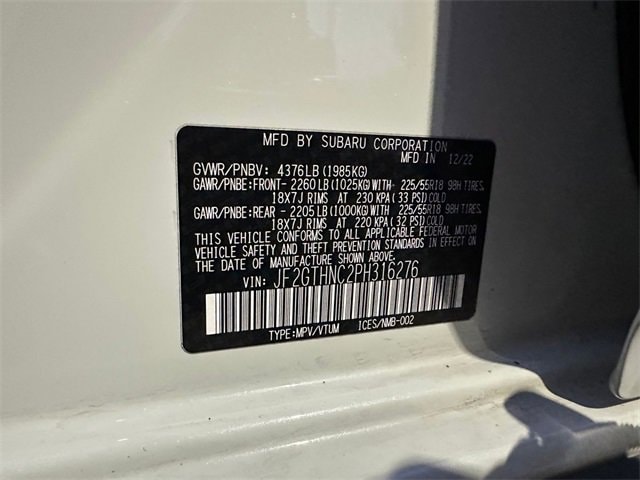 MFD BY SUBARU CORPORATION
MFD IN 12/22
GVWR/PNBV: 4376LB(1985KG)
GAWR/PNBE:FRONT- 2260LB(1025KG)WITH- 225/55R18 98H TIRES,
18X7J RIMS AT 230 KPA(33 PSI)COLD
GAWR/PNBE:REAR - 2205LB(1000KG)WITH- 225/55R18 98H TIRES,
18X7J RIMS AT 220 KPA(32 PSI)COLD
THIS VEHICLE CONFORMS TO ALL APPLICABLE FEDERAL MOTOR
VEHICLE SAFETY AND THEFT PREVENTION STANDARDS IN EFFECT ON
THE DATE OF MANUFACTURE SHOWN ABOVE.
VIN: JF2GTHNC2PH316276
TYPE:MPV/VTUM ICES/NMB-002